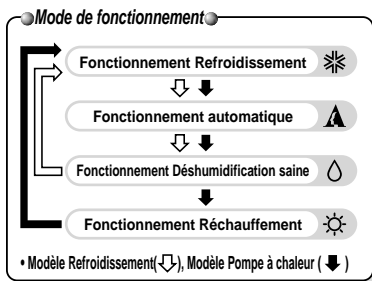 Mode de fonctionnement
Fonctionnement Refroidissement
Fonctionnement automatique
Fonctionnement Déshumidification saine
Fonctionnement Réchauffement
• Modèle Refroidissement(⇩), Modèle Pompe à chaleur (⬇)